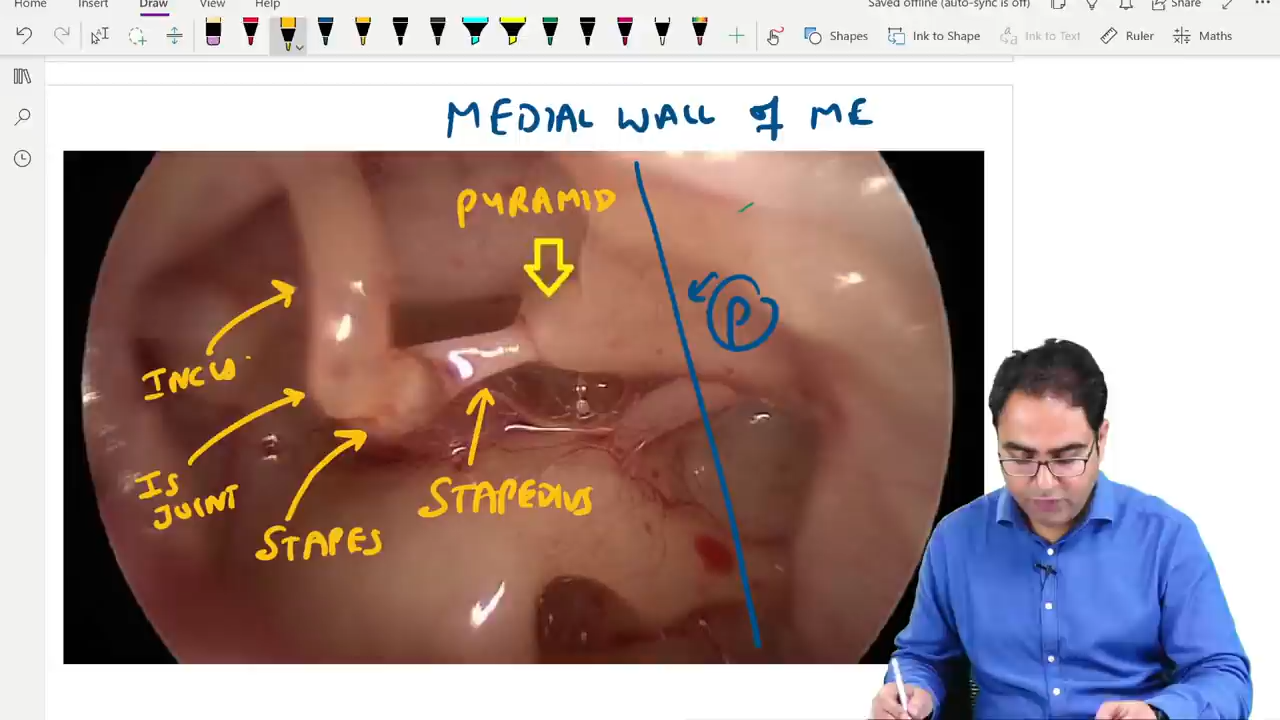 Home Insert Draw View Help Saved offline (auto-sync is off) Share
Shapes Ink to Shape Ink to Text Ruler Maths
MEDIAL WALL of ME
PYRAMID
P
INCU
IS
JOINT
STAPEDIUS
STAPES